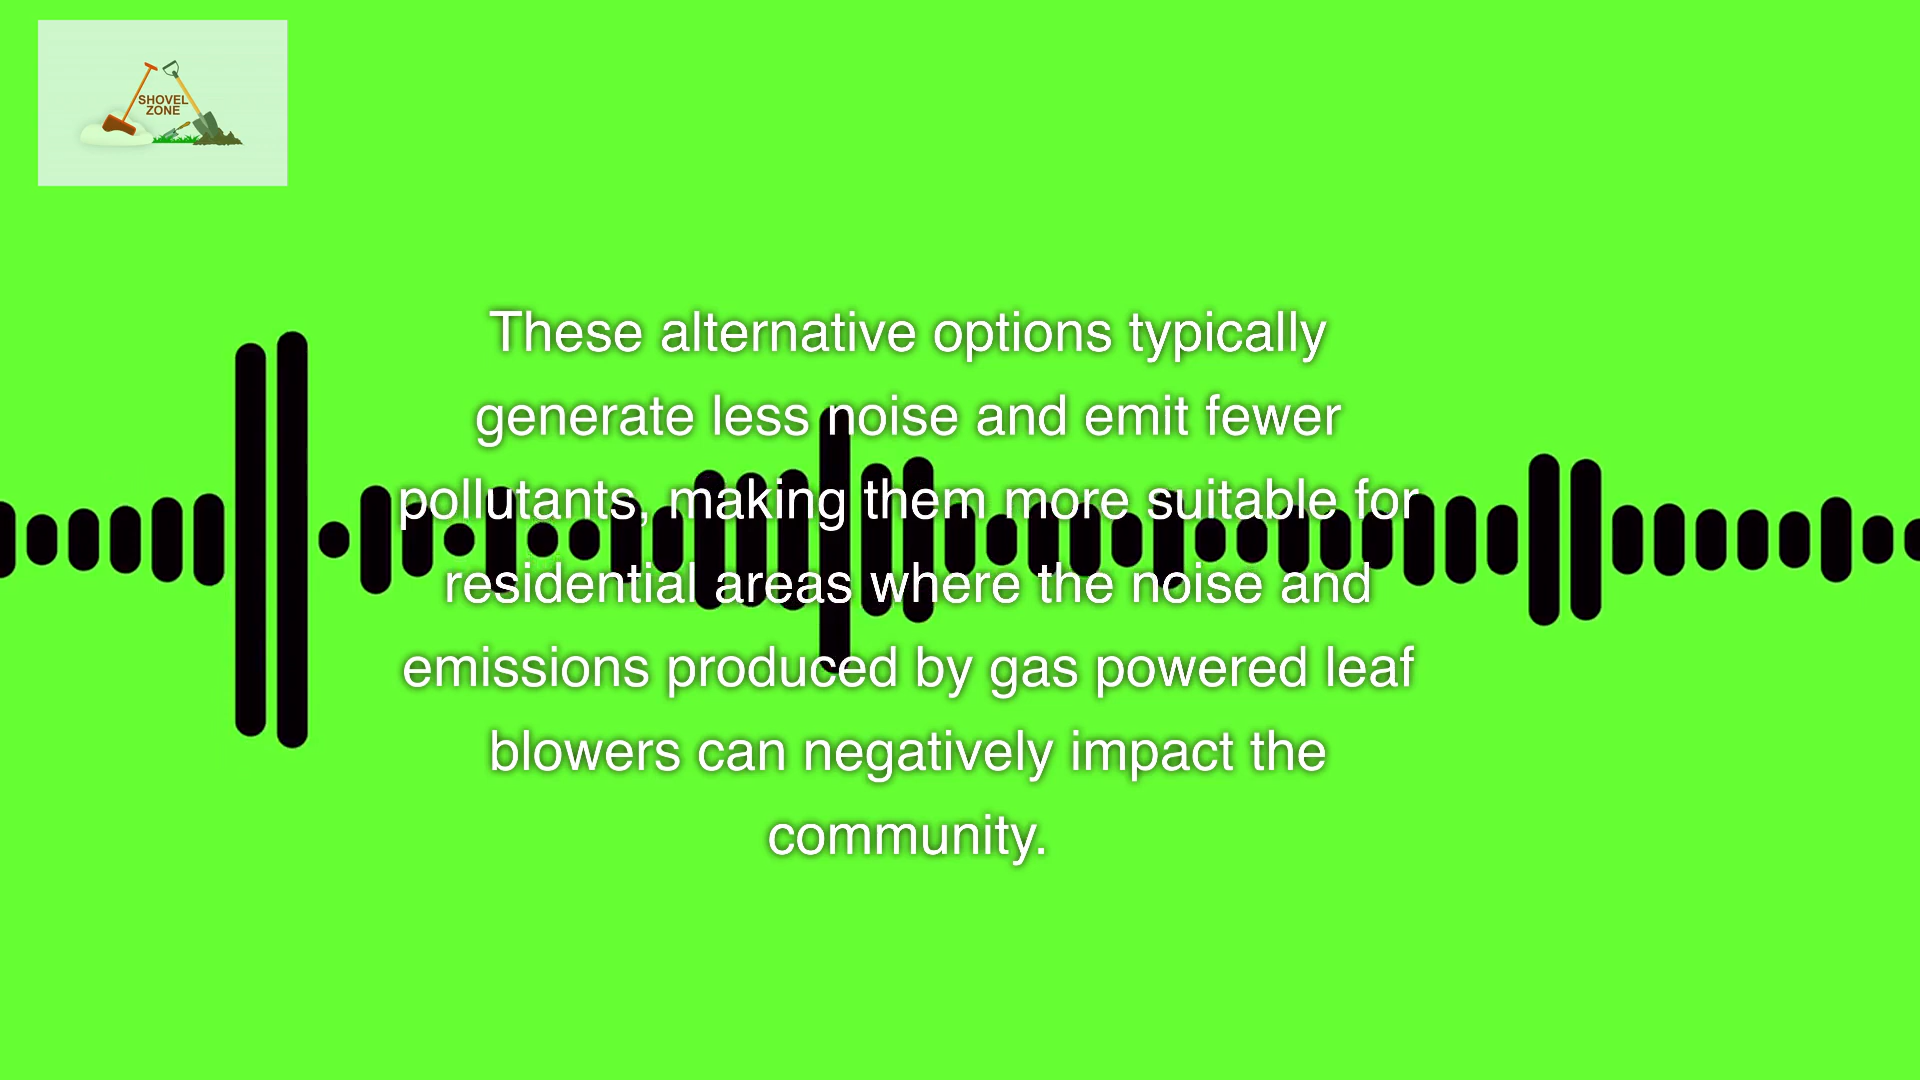 SHOVEL
ZONE
These alternative options typically
generate less noise and emit fewer
pollutants, making them more suitable for
residential areas where the noise and
emissions produced by gas powered leaf
blowers can negatively impact the
community.